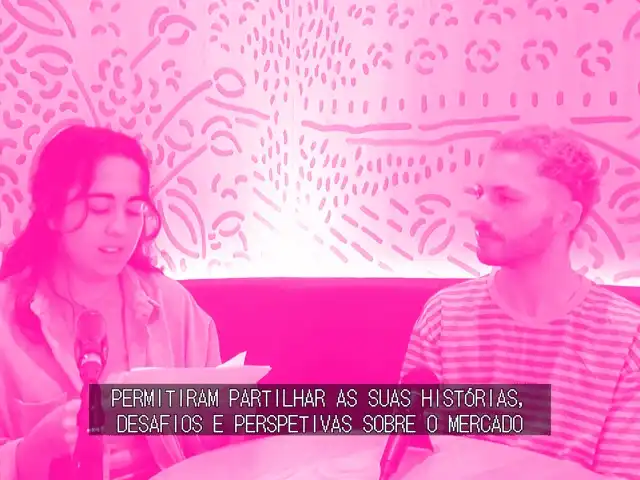 PERMITIRAM PARTILHAR AS SUAS HISTÓRIAS,
DESAFIOS E PERSPETIVAS SOBRE O MERCADO